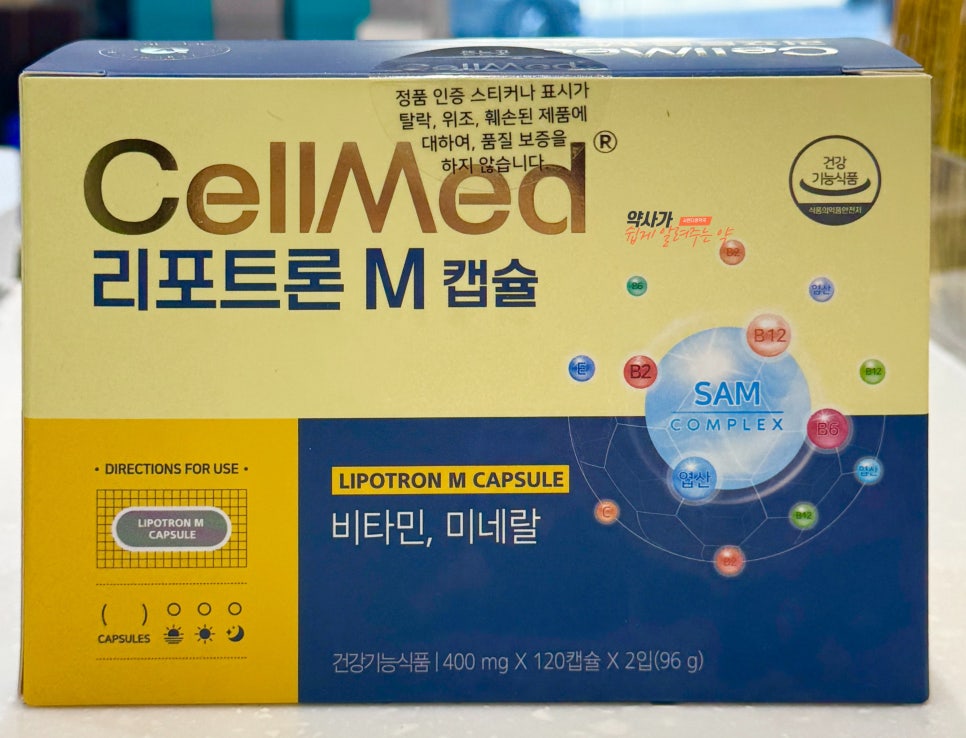 CellMed
정품 인증 스티커나 표시가
탈락, 위조, 훼손된 제품에
대하여, 품질 보증을
하지 않습니다.
CellMed®
리포트론 M 캡슐
건강
기능식품
식품의약품안전처
약사가
쉽게 알려주는 약
B2
B6
엽산
B12
E
B2
B12
SAM
COMPLEX
B6
엽산
엽산
C
B12
B2
• DIRECTIONS FOR USE •
LIPOTRON M
CAPSULE
( )
CAPSULES
LIPOTRON M CAPSULE
비타민, 미네랄
건강기능식품 | 400 mg X 120캡슐 X 2입(96 g)